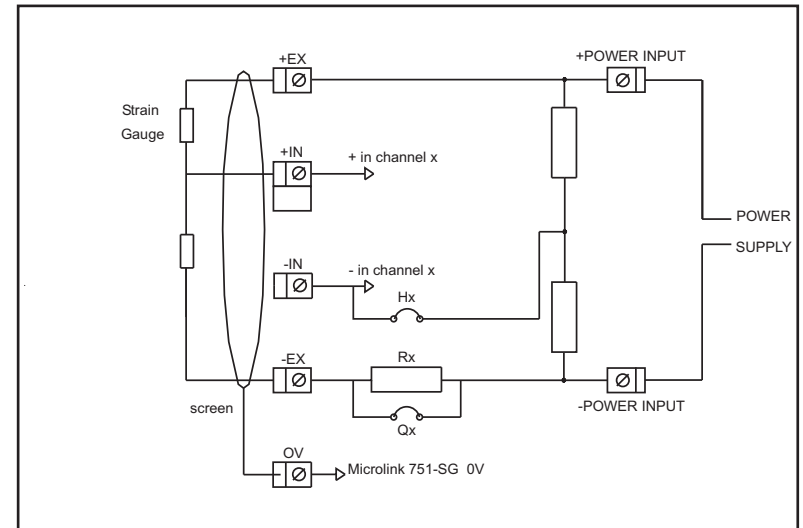 +EX
+POWER INPUT
Strain
Gauge
+IN
+ in channel x
POWER
SUPPLY
-IN
- in channel x
Hx
-EX
Rx
-POWER INPUT
screen
Qx
OV
Microlink 751-SG 0V